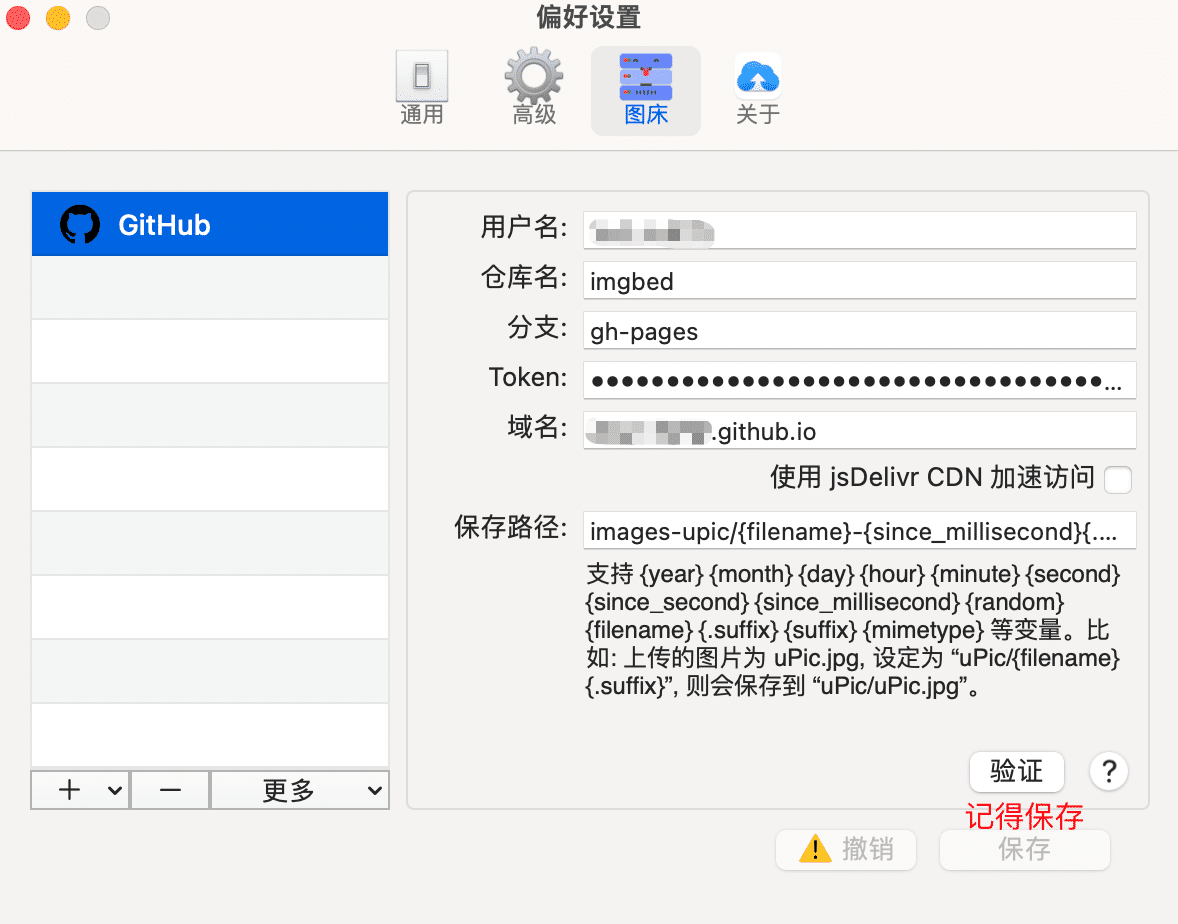 偏好设置
通用
高级
图床
关于
GitHub
用户名:
仓库名:
imgbed
分支:
gh-pages
Token:
●●●●●●●●●●●●●●●●●●●●●●●●●●●●●●●●●●...
域名:
.github.io
使用 jsDelivr CDN 加速访问
保存路径:
images-upic/{filename}-{since_millisecond}{....
支持 {year} {month} {day} {hour} {minute} {second}
{since_second} {since_millisecond} {random}
{filename} {.suffix} {suffix} {mimetype} 等变量。比
如: 上传的图片为 uPic.jpg, 设定为 “uPic/{filename}
{.suffix}”, 则会保存到 “uPic/uPic.jpg”。
验证
?
记得保存
更多
撤销
保存